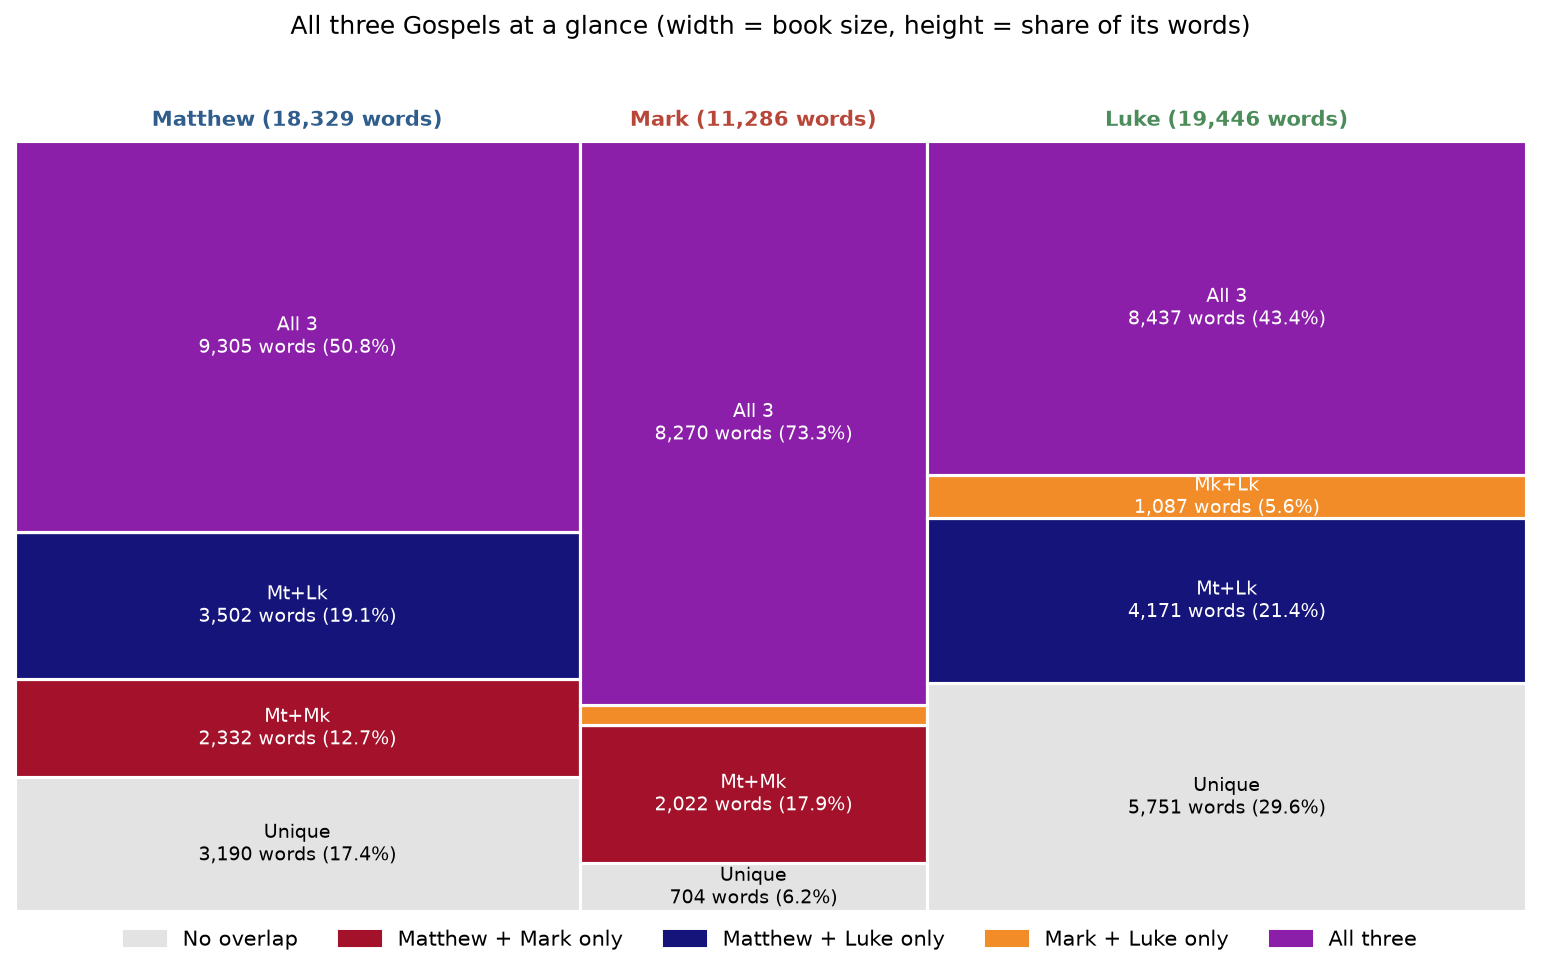 All three Gospels at a glance (width = book size, height = share of its words)
Matthew (18,329 words)
Mark (11,286 words)
Luke (19,446 words)
All 3
9,305 words (50.8%)
Mt+Lk
3,502 words (19.1%)
Mt+Mk
2,332 words (12.7%)
Unique
3,190 words (17.4%)
All 3
8,270 words (73.3%)
Mt+Mk
2,022 words (17.9%)
Unique
704 words (6.2%)
All 3
8,437 words (43.4%)
Mk+Lk
1,087 words (5.6%)
Mt+Lk
4,171 words (21.4%)
Unique
5,751 words (29.6%)
No overlap
Matthew + Mark only
Matthew + Luke only
Mark + Luke only
All three